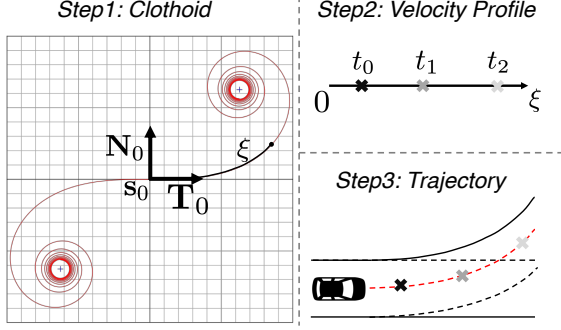 Step1: Clothoid
N₀
s₀
T₀
ξ
Step2: Velocity Profile
t₀ t₁ t₂
0 ξ
Step3: Trajectory